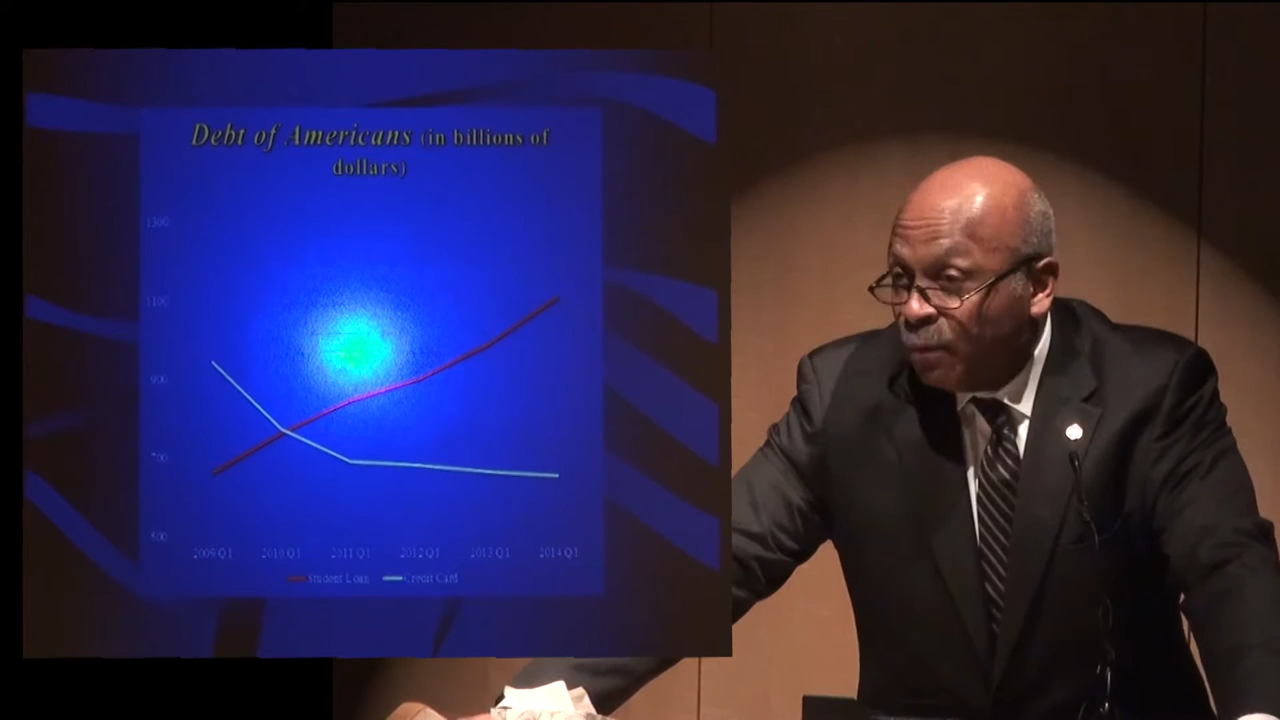 Debt of Americans (in billions of
dollars)
1300
1100
900
700
500
2009 Q1 2010 Q1 2011 Q1 2012 Q1 2013 Q1 2014 Q1
Student Loan Credit Card